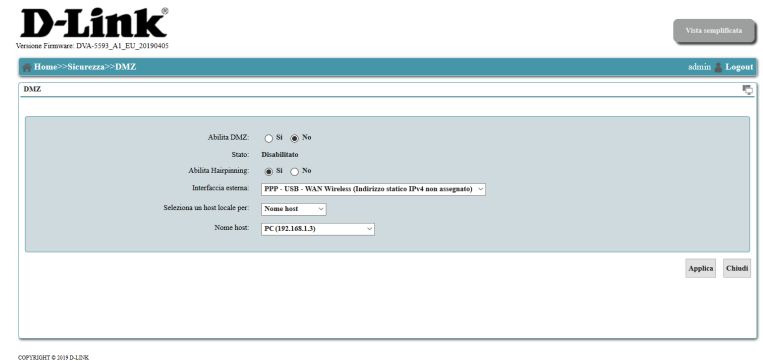 D-Link®
Versione Firmware: DVA-5593_A1_EU_20190405
Vista semplificata
Home>>Sicurezza>>DMZ
admin Logout
DMZ
Abilita DMZ: Sì No
Stato: Disabilitato
Abilita Hairpinning: Sì No
Interfaccia esterna: PPP - USB - WAN Wireless (Indirizzo statico IPv4 non assegnato)
Seleziona un host locale per: Nome host
Nome host: PC (192.168.1.3)
Applica Chiudi
COPYRIGHT © 2019 D-LINK